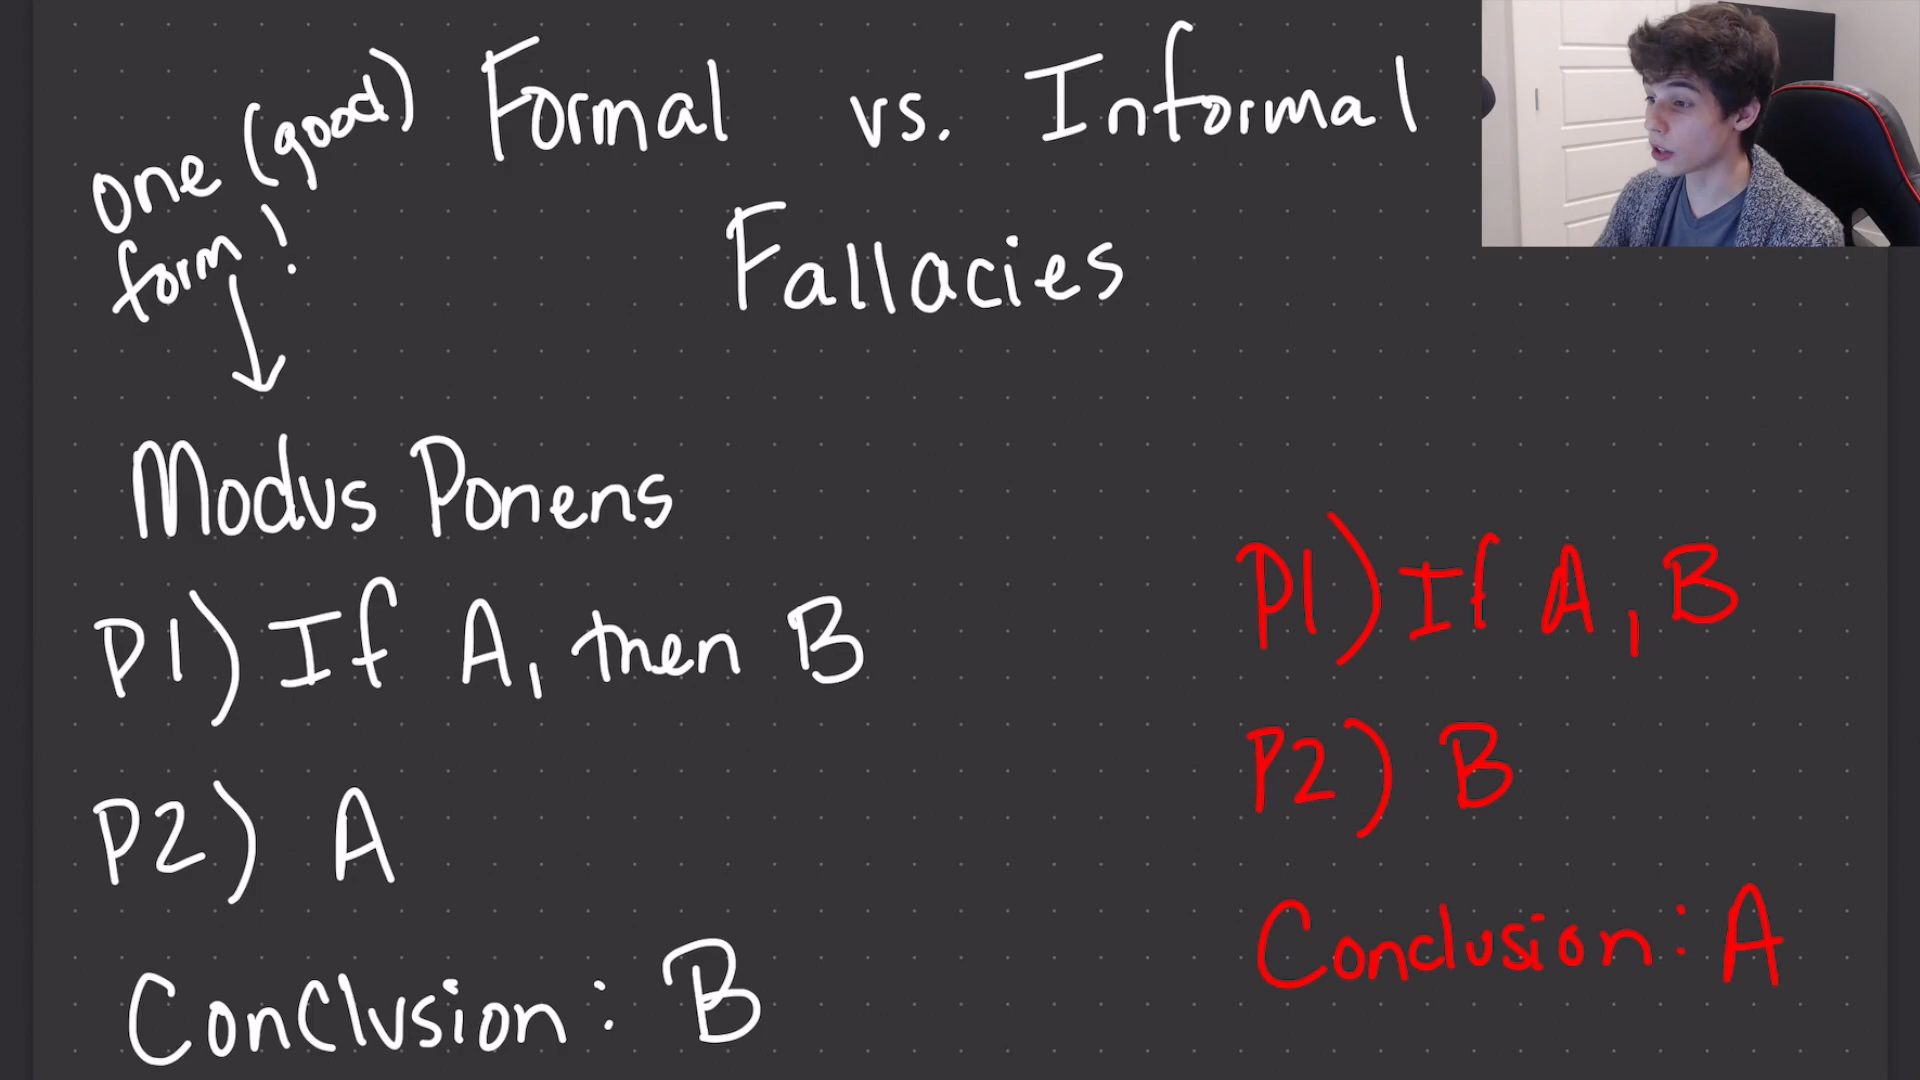 one (good)
form!
Formal vs. Informal
Fallacies
Modus Ponens
P1) If A, then B
P2) A
Conclusion: B
P1) If A, B
P2) B
Conclusion: A